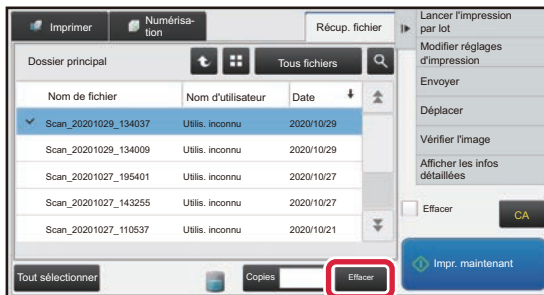 Imprimer
Numérisa-
tion
Récup. fichier
Dossier principal
Tous fichiers
Nom de fichier Nom d'utilisateur Date
Scan_20201029_134037 Utilis. inconnu 2020/10/29
Scan_20201029_134009 Utilis. inconnu 2020/10/29
Scan_20201027_195401 Utilis. inconnu 2020/10/27
Scan_20201027_143255 Utilis. inconnu 2020/10/27
Scan_20201027_110537 Utilis. inconnu 2020/10/21
Tout sélectionner
Copies
Effacer
Lancer l'impression
par lot
Modifier réglages
d'impression
Envoyer
Déplacer
Vérifier l'image
Afficher les infos
détaillées
Effacer
CA
Impr. maintenant